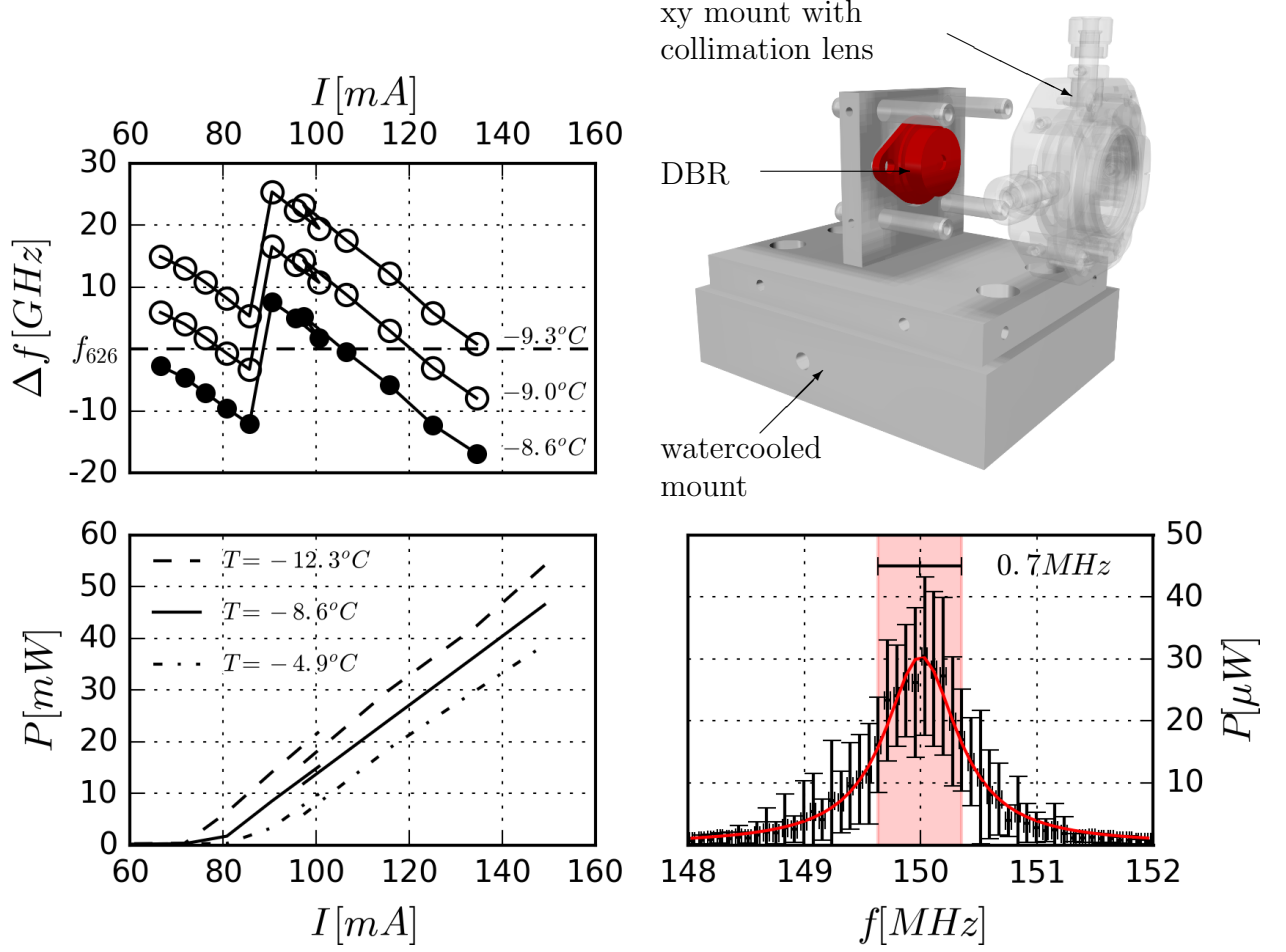 I[mA]
60 80 100 120 140 160
30
20
10
f626
-10
-20
Δf[GHz]
−9.3°C
−9.0°C
−8.6°C
xy mount with
collimation lens
DBR
watercooled
mount
60
50
40
30
20
10
0
P[mW]
T=−12.3°C
T=−8.6°C
T=−4.9°C
60 80 100 120 140 160
I[mA]
0.7MHz
50
40
30
20
10
P[μW]
148 149 150 151 152
f[MHz]